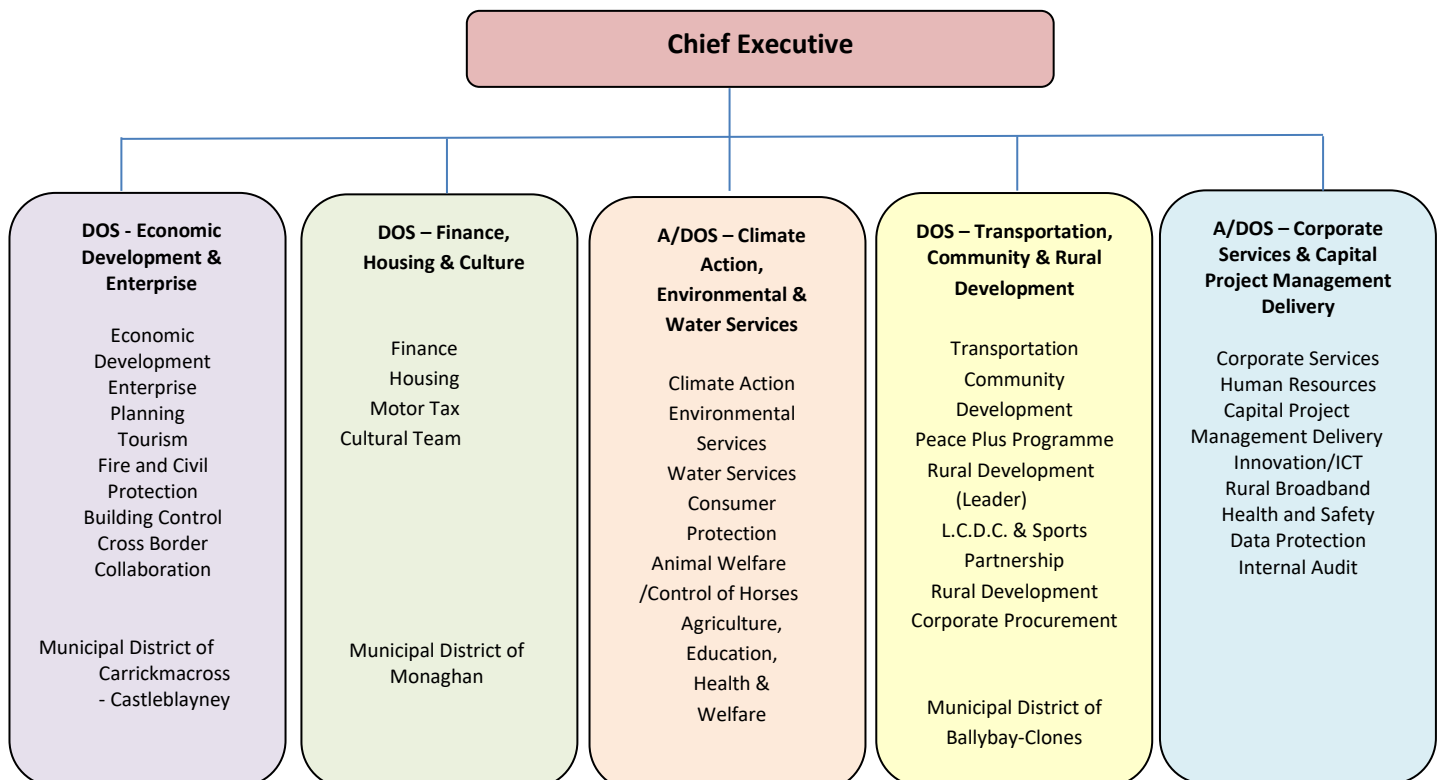 Chief Executive
DOS - Economic
Development &
Enterprise
Economic
Development
Enterprise
Planning
Tourism
Fire and Civil
Protection
Building Control
Cross Border
Collaboration
Municipal District of
Carrickmacross
- Castleblayney
DOS – Finance,
Housing & Culture
Finance
Housing
Motor Tax
Cultural Team
Municipal District of
Monaghan
A/DOS – Climate
Action,
Environmental &
Water Services
Climate Action
Environmental
Services
Water Services
Consumer
Protection
Animal Welfare
/Control of Horses
Agriculture,
Education,
Health &
Welfare
DOS – Transportation,
Community & Rural
Development
Transportation
Community
Development
Peace Plus Programme
Rural Development
(Leader)
L.C.D.C. & Sports
Partnership
Rural Development
Corporate Procurement
Municipal District of
Ballybay-Clones
A/DOS – Corporate
Services & Capital
Project Management
Delivery
Corporate Services
Human Resources
Capital Project
Management Delivery
Innovation/ICT
Rural Broadband
Health and Safety
Data Protection
Internal Audit